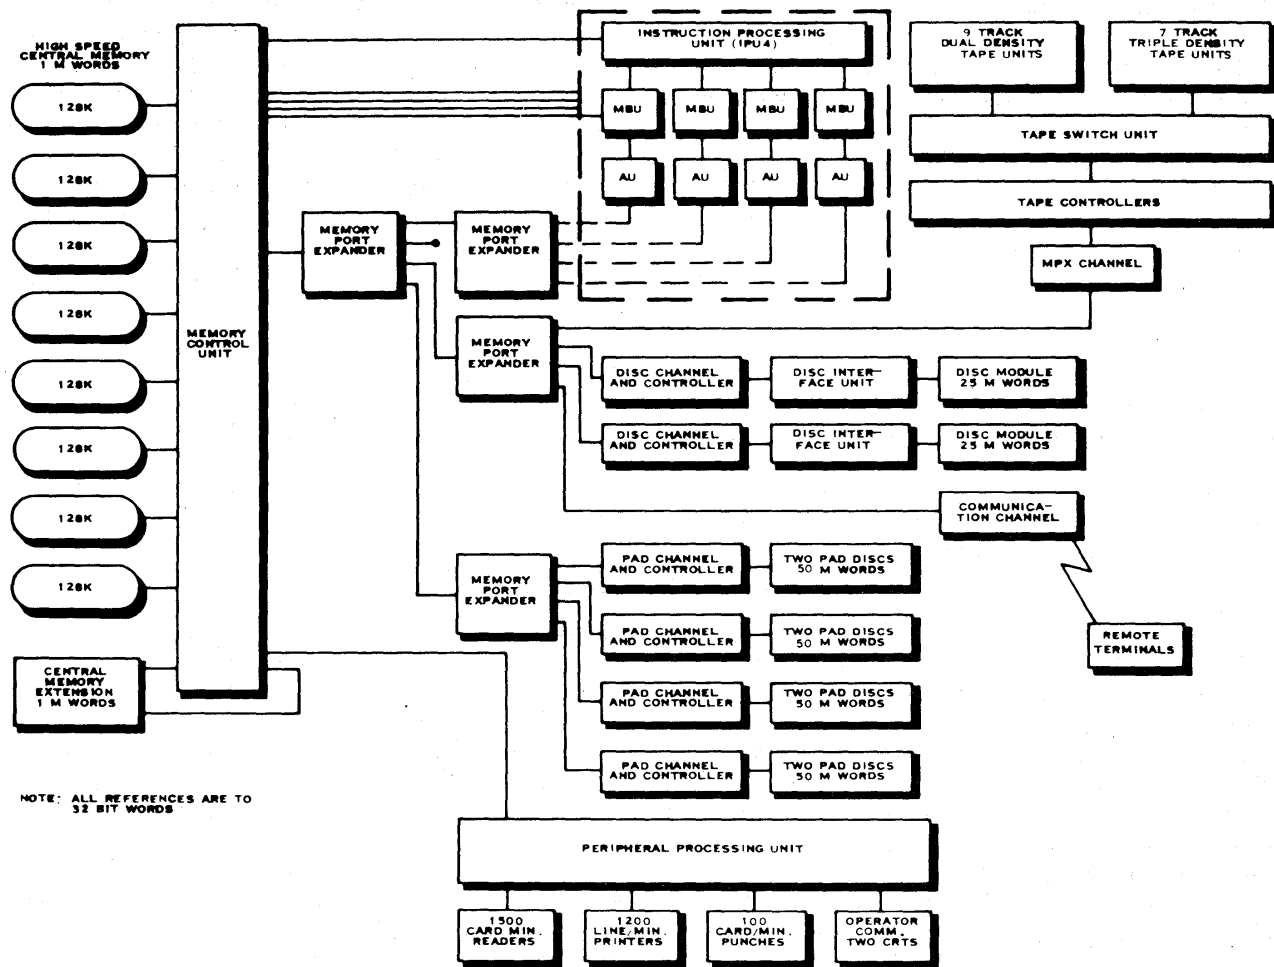 HIGH SPEED
CENTRAL MEMORY
1 M WORDS
128K
128K
128K
128K
128K
128K
128K
128K
CENTRAL
MEMORY
EXTENSION
1 M WORDS
NOTE: ALL REFERENCES ARE TO
32 BIT WORDS
MEMORY
CONTROL
UNIT
INSTRUCTION PROCESSING
UNIT (IPU4)
MBU
MBU
MBU
MBU
AU
AU
AU
AU
MEMORY
PORT
EXPANDER
MEMORY
PORT
EXPANDER
9 TRACK
DUAL DENSITY
TAPE UNITS
7 TRACK
TRIPLE DENSITY
TAPE UNITS
TAPE SWITCH UNIT
TAPE CONTROLLERS
MPX CHANNEL
MEMORY
PORT
EXPANDER
DISC CHANNEL
AND CONTROLLER
DISC INTER-
FACE UNIT
DISC MODULE
25 M WORDS
DISC CHANNEL
AND CONTROLLER
DISC INTER-
FACE UNIT
DISC MODULE
25 M WORDS
COMMUNICA-
TION CHANNEL
REMOTE
TERMINALS
MEMORY
PORT
EXPANDER
PAD CHANNEL
AND CONTROLLER
TWO PAD DISCS
50 M WORDS
PAD CHANNEL
AND CONTROLLER
TWO PAD DISCS
50 M WORDS
PAD CHANNEL
AND CONTROLLER
TWO PAD DISCS
50 M WORDS
PAD CHANNEL
AND CONTROLLER
TWO PAD DISCS
50 M WORDS
PERIPHERAL PROCESSING UNIT
1500
CARD MIN.
READERS
1200
LINE/MIN.
PRINTERS
100
CARD/MIN.
PUNCHES
OPERATOR
COMM.
TWO CRTS